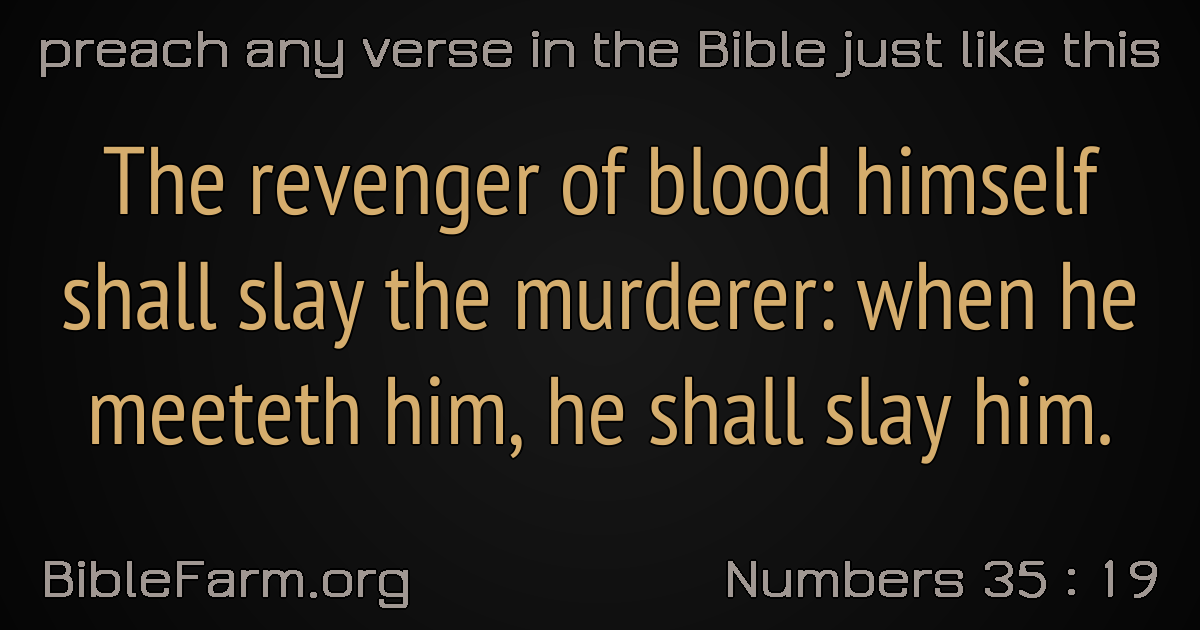 preach any verse in the Bible just like this
The revenger of blood himself
shall slay the murderer: when he
meeteth him, he shall slay him.
BibleFarm.org
Numbers 35 : 19